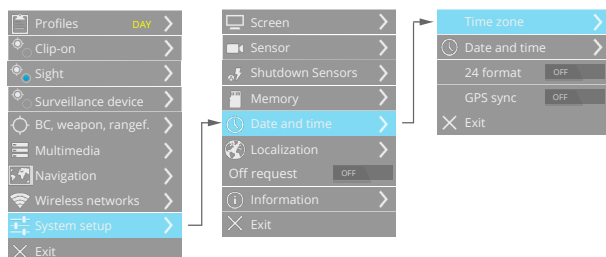 Profiles DAY
Clip-on
Sight
Surveillance device
BC, weapon, rangef.
Multimedia
Navigation
Wireless networks
System setup
Exit
Screen
Sensor
Shutdown Sensors
Memory
Date and time
Localization
Off request OFF
Information
Exit
Time zone
Date and time
24 format OFF
GPS sync OFF
Exit